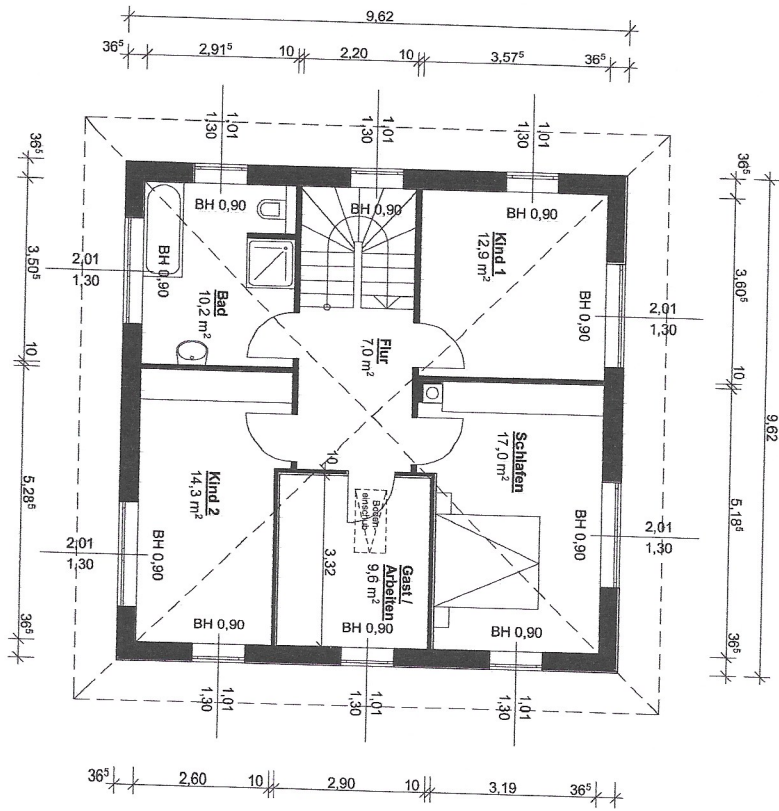 9,62
36⁵ 2,91⁵ 10 2,20 10 3,57⁵ 36⁵
1,01
1,30
1,01
1,30
1,01
1,30
36⁵
3,50⁵
10
5,28⁵
36⁵
36⁵
3,60⁵
10
5,18⁵
36⁵
9,62
BH 0,90
BH 0,90
BH 0,90
BH 0,90
BH 0,90
2,01
1,30
2,01
1,30
Bad
10,2 m²
Kind 1
12,9 m²
Flur
7,0 m²
Kind 2
14,3 m²
Schlafen
17,0 m²
10
3,32
Boden-
einschub
Gast /
Arbeiten
9,6 m²
BH 0,90
BH 0,90
2,01
1,30
2,01
1,30
BH 0,90
BH 0,90
BH 0,90
1,01
1,30
1,01
1,30
1,01
1,30
36⁵ 2,60 10 2,90 10 3,19 36⁵